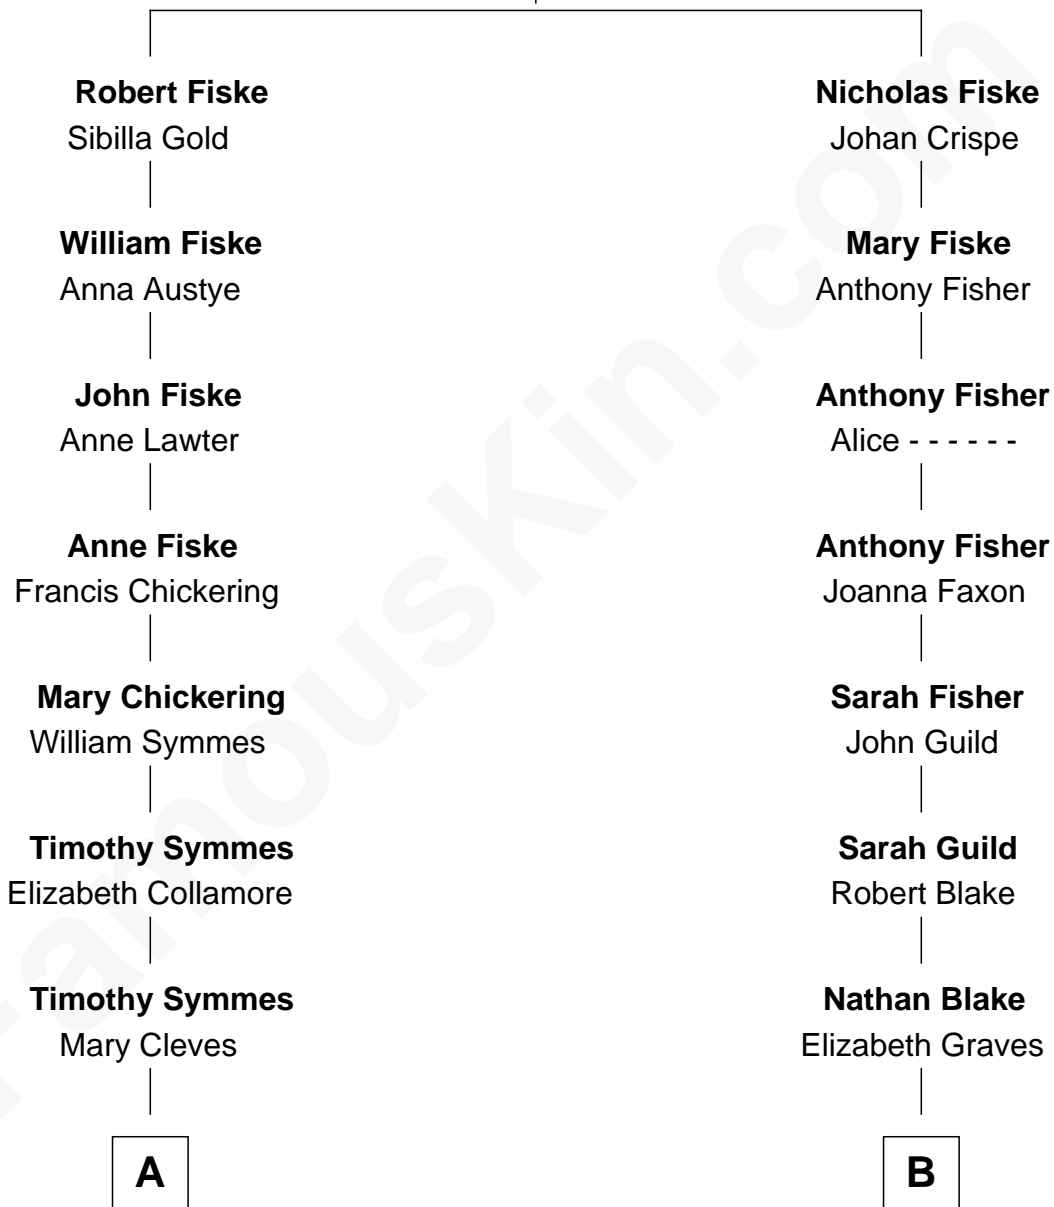 Robert Fiske
Sibilla Gold
William Fiske
Anna Austye
John Fiske
Anne Lawter
Anne Fiske
Francis Chickering
Mary Chickering
William Symmes
Timothy Symmes
Elizabeth Collamore
Timothy Symmes
Mary Cleves
A
Nicholas Fiske
Johan Crispe
Mary Fiske
Anthony Fisher
Anthony Fisher
Alice - - - - - -
Anthony Fisher
Joanna Faxon
Sarah Fisher
John Guild
Sarah Guild
Robert Blake
Nathan Blake
Elizabeth Graves
B
FamousKin.com